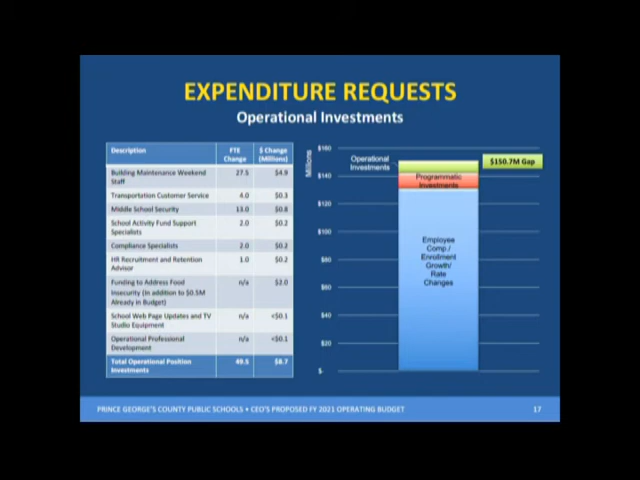 EXPENDITURE REQUESTS
Operational Investments
Description FTE Change $ Change (Millions)
Building Maintenance Weekend Staff 27.5 $4.9
Transportation Customer Service 4.0 $0.3
Middle School Security 13.0 $0.8
School Activity Fund Support Specialists 2.0 $0.2
Compliance Specialists 2.0 $0.2
HR Recruitment and Retention Advisor 1.0 $0.2
Funding to Address Food Insecurity (In addition to $0.5M Already in Budget) n/a $2.0
School Web Page Updates and TV Studio Equipment n/a <$0.1
Operational Professional Development n/a <$0.1
Total Operational Position Investments 49.5 $8.7
Millions
$160
$140
$120
$100
$80
$60
$40
$20
$-
Operational
Investments
$150.7M Gap
Programmatic
Investments
Employee
Comp./
Enrollment
Growth/
Rate
Changes
PRINCE GEORGE'S COUNTY PUBLIC SCHOOLS • CEO'S PROPOSED FY 2021 OPERATING BUDGET 17